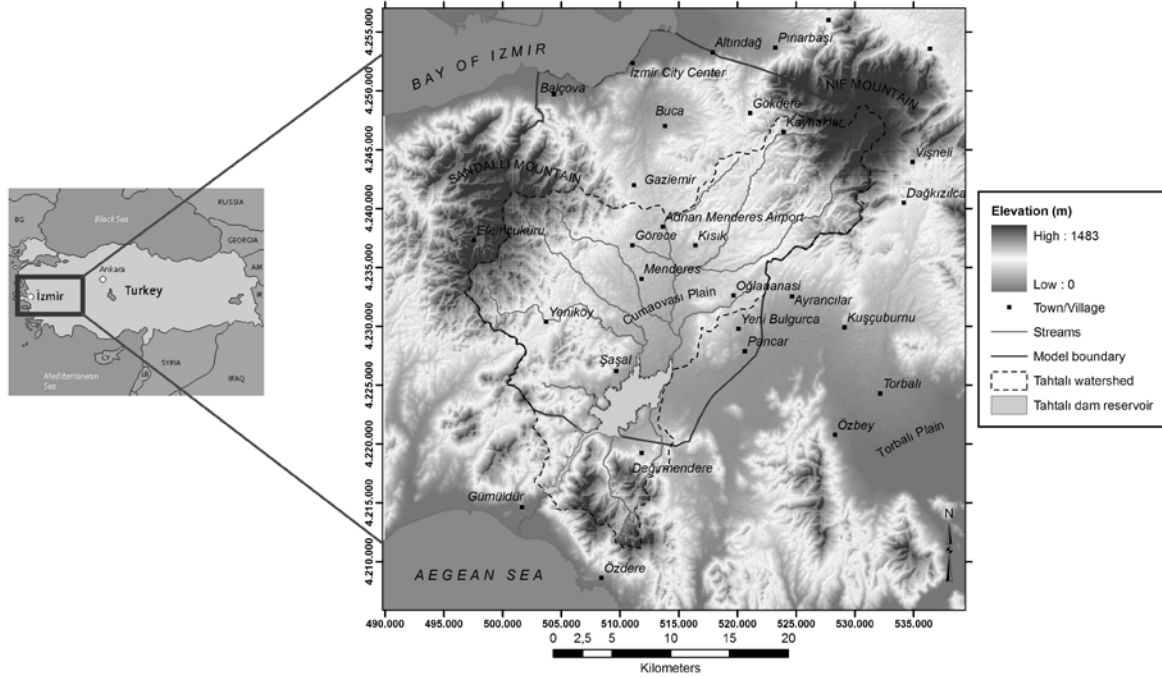 BG
Black Sea
RUSSIA
GEORGIA
AM
Ankara
Turkey
İzmir
CY
SYRIA
LB
IRAQ
Mediterranean
Sea
4.255.000
4.250.000
4.245.000
4.240.000
4.235.000
4.230.000
4.225.000
4.220.000
4.215.000
4.210.000
BAY OF IZMIR
Altındağ
Pınarbaşı
İzmir City Center
Balçova
NIF MOUNTAIN
Buca
Gökdere
Kaynaklar
Vişneli
SANDALLI MOUNTAIN
Gaziemir
Dağkızılca
Adnan Menderes Airport
Efemçukuru
Görece
Kısık
Menderes
Oğlananasi
Cumaovası Plain
Ayrancılar
Yeniköy
Yeni Bulgurca
Kuşçuburnu
Pancar
Şaşal
Torbalı
Özbey
Torbalı Plain
Değirmendere
Gümüldür
N
AEGEAN SEA
Özdere
490.000 495.000 500.000 505.000 510.000 515.000 520.000 525.000 530.000 535.000
0 2,5 5 10 15 20
Kilometers
Elevation (m)
High : 1483
Low : 0
Town/Village
Streams
Model boundary
Tahtalı watershed
Tahtalı dam reservoir